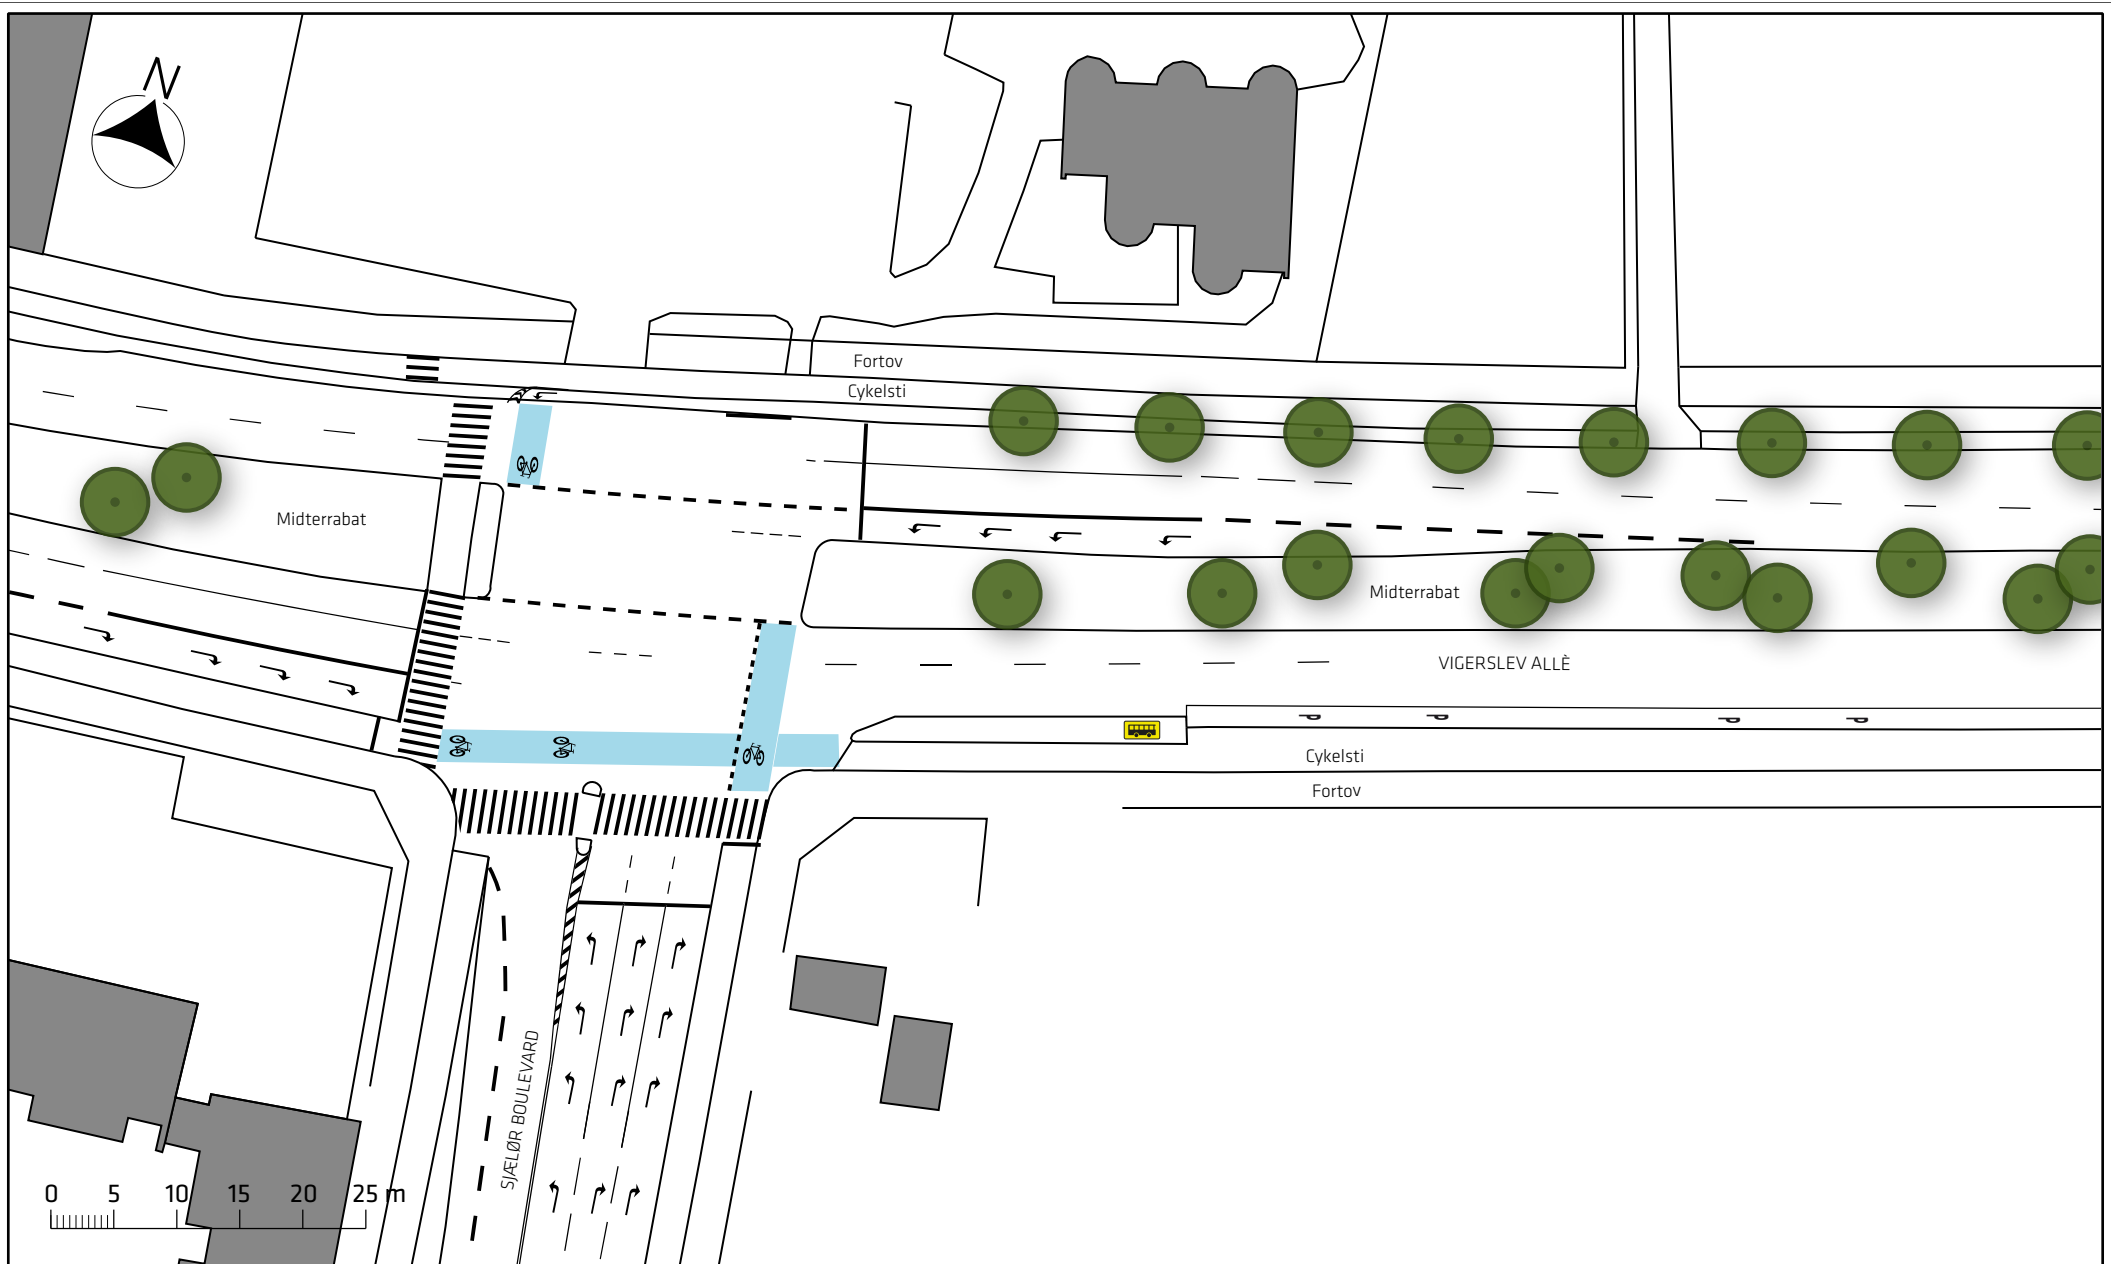 N
Fortov
Cykelsti
Midterrabat
Midterrabat
VIGERSLEV ALLÈ
P P P P
Cykelsti
Fortov
SJÆLØR BOULEVARD
0 5 10 15 20 25 m